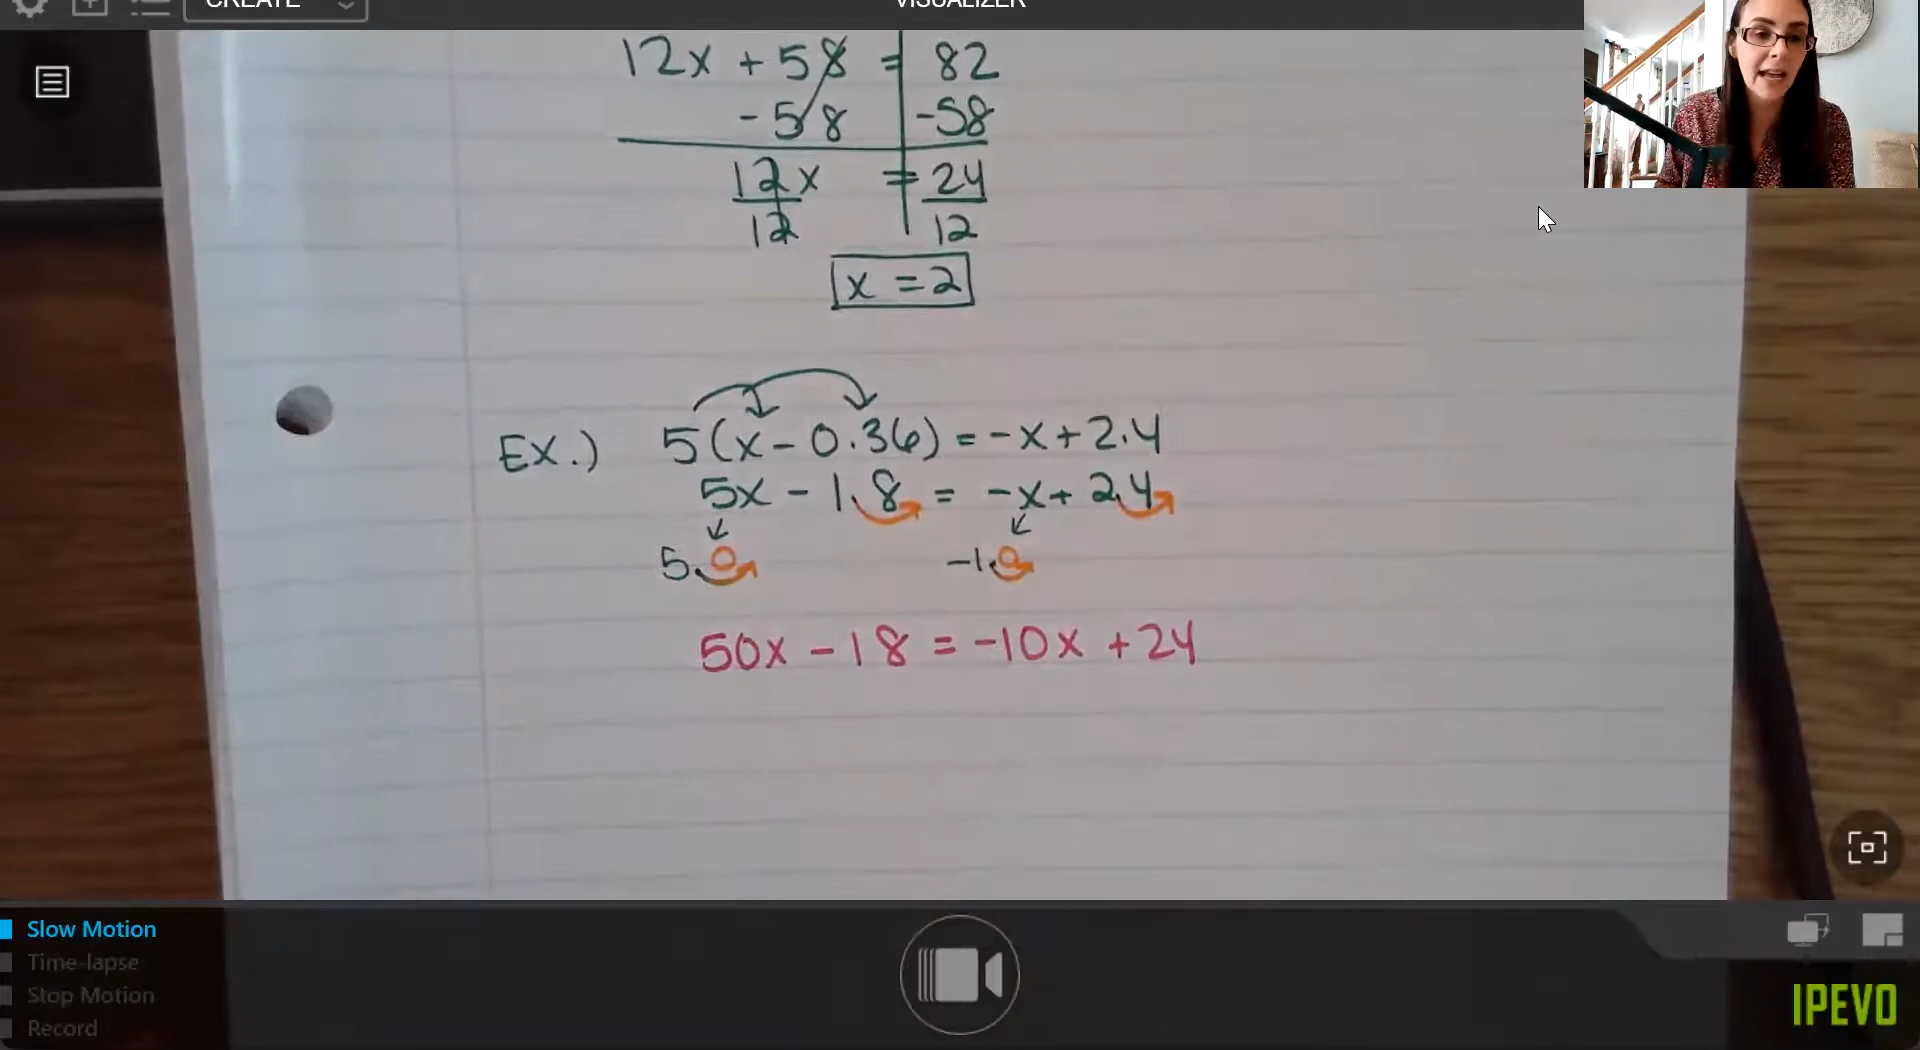 CREATE
VISUALIZER
12x + 58 = 82
-58 -58
12x = 24
12 12
x = 2
EX.) 5(x - 0.36) = -x + 2.4
5x - 1.8 = -x + 2.4
5.0 -1.0
50x - 18 = -10x + 24
Slow Motion
Time-lapse
Stop Motion
Record
IPEVO